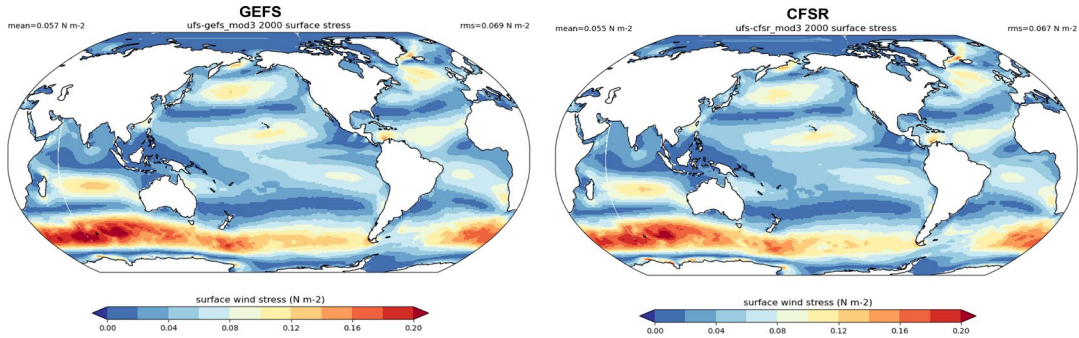 GEFS
mean=0.057 N m-2
ufs-gefs_mod3 2000 surface stress
rms=0.069 N m-2
surface wind stress (N m-2)
0.00 0.04 0.08 0.12 0.16 0.20
CFSR
mean=0.055 N m-2
ufs-cfsr_mod3 2000 surface stress
rms=0.067 N m-2
surface wind stress (N m-2)
0.00 0.04 0.08 0.12 0.16 0.20